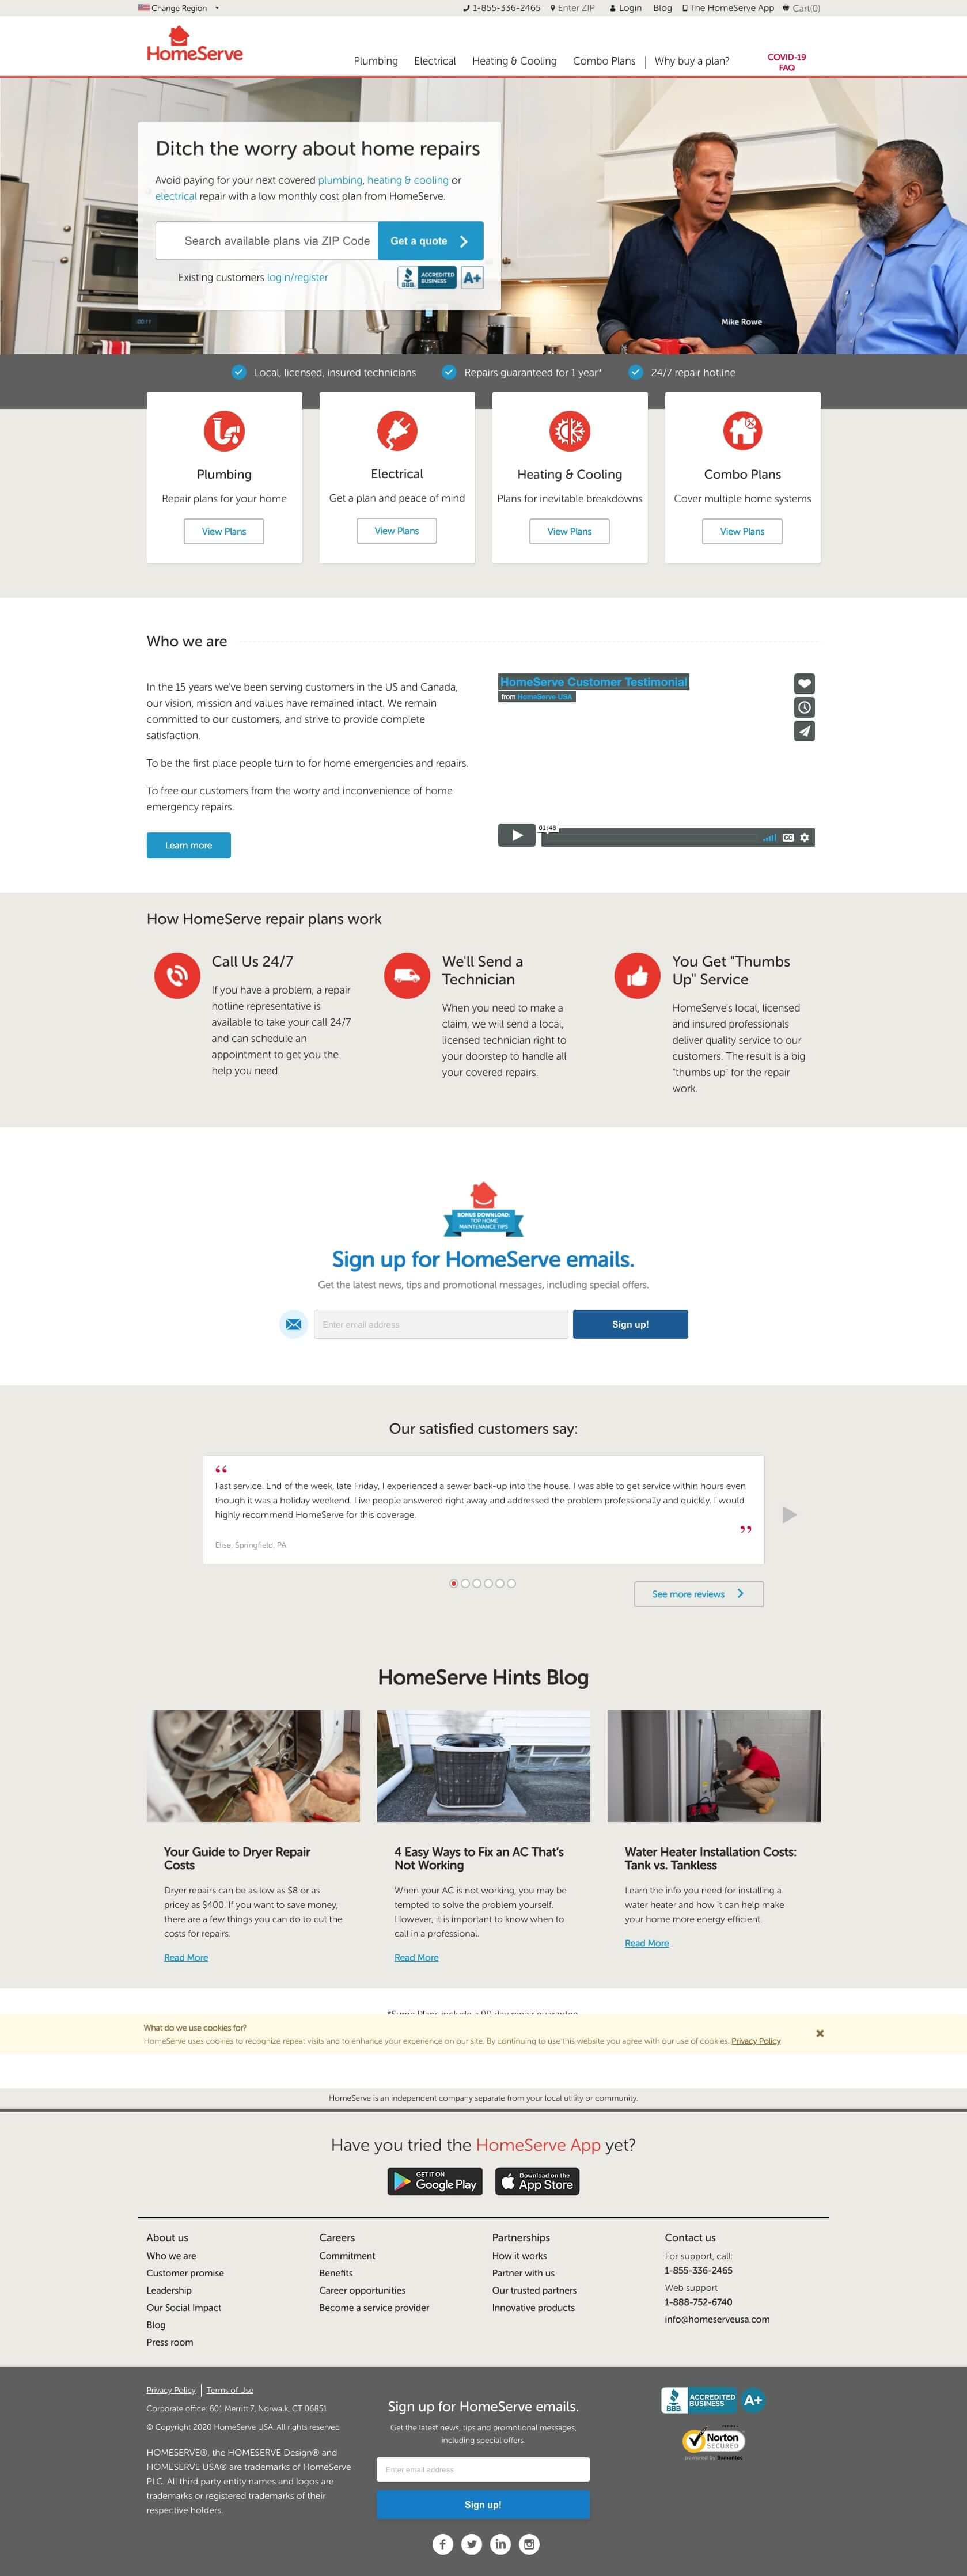 Change Region
1-855-336-2465
Enter ZIP
Login
Blog
The HomeServe App
Cart(0)
HomeServe
Plumbing
Electrical
Heating & Cooling
Combo Plans
Why buy a plan?
COVID-19
FAQ
Ditch the worry about home repairs
Avoid paying for your next covered plumbing, heating & cooling or
electrical repair with a low monthly cost plan from HomeServe.
Search available plans via ZIP Code
Get a quote
Existing customers login/register
BBB
ACCREDITED
BUSINESS
A+
Mike Rowe
Local, licensed, insured technicians
Repairs guaranteed for 1 year*
24/7 repair hotline
Plumbing
Repair plans for your home
View Plans
Electrical
Get a plan and peace of mind
View Plans
Heating & Cooling
Plans for inevitable breakdowns
View Plans
Combo Plans
Cover multiple home systems
View Plans
Who we are
In the 15 years we've been serving customers in the US and Canada,
our vision, mission and values have remained intact. We remain
committed to our customers, and strive to provide complete
satisfaction.
To be the first place people turn to for home emergencies and repairs.
To free our customers from the worry and inconvenience of home
emergency repairs.
Learn more
HomeServe Customer Testimonial
from HomeServe USA
01:48
CC
How HomeServe repair plans work
Call Us 24/7
If you have a problem, a repair
hotline representative is
available to take your call 24/7
and can schedule an
appointment to get you the
help you need.
We'll Send a
Technician
When you need to make a
claim, we will send a local,
licensed technician right to
your doorstep to handle all
your covered repairs.
You Get "Thumbs
Up" Service
HomeServe's local, licensed
and insured professionals
deliver quality service to our
customers. The result is a big
"thumbs up" for the repair
work.
BONUS DOWNLOAD:
TOP HOME
MAINTENANCE TIPS
Sign up for HomeServe emails.
Get the latest news, tips and promotional messages, including special offers.
Enter email address
Sign up!
Our satisfied customers say:
“
Fast service. End of the week, late Friday, I experienced a sewer back-up into the house. I was able to get service within hours even
though it was a holiday weekend. Live people answered right away and addressed the problem professionally and quickly. I would
highly recommend HomeServe for this coverage.
”
Elise, Springfield, PA
See more reviews
HomeServe Hints Blog
Your Guide to Dryer Repair
Costs
Dryer repairs can be as low as $8 or as
pricey as $400. If you want to save money,
there are a few things you can do to cut the
costs for repairs.
Read More
4 Easy Ways to Fix an AC That's
Not Working
When your AC is not working, you may be
tempted to solve the problem yourself.
However, it is important to know when to
call in a professional.
Read More
Water Heater Installation Costs:
Tank vs. Tankless
Learn the info you need for installing a
water heater and how it can help make
your home more energy efficient.
Read More
*Surge Plans include a 90 day repair guarantee
What do we use cookies for?
HomeServe uses cookies to recognize repeat visits and to enhance your experience on our site. By continuing to use this website you agree with our use of cookies. Privacy Policy
HomeServe is an independent company separate from your local utility or community.
Have you tried the HomeServe App yet?
GET IT ON
Google Play
Download on the
App Store
About us
Who we are
Customer promise
Leadership
Our Social Impact
Blog
Press room
Careers
Commitment
Benefits
Career opportunities
Become a service provider
Partnerships
How it works
Partner with us
Our trusted partners
Innovative products
Contact us
For support, call:
1-855-336-2465
Web support
1-888-752-6740
info@homeserveusa.com
Privacy Policy
Terms of Use
Corporate office: 601 Merritt 7, Norwalk, CT 06851
© Copyright 2020 HomeServe USA. All rights reserved
HOMESERVE®, the HOMESERVE Design® and
HOMESERVE USA® are trademarks of HomeServe
PLC. All third party entity names and logos are
trademarks or registered trademarks of their
respective holders.
Sign up for HomeServe emails.
Get the latest news, tips and promotional messages,
including special offers.
Enter email address
Sign up!
BBB
ACCREDITED
BUSINESS
A+
Norton
SECURED
powered by Symantec